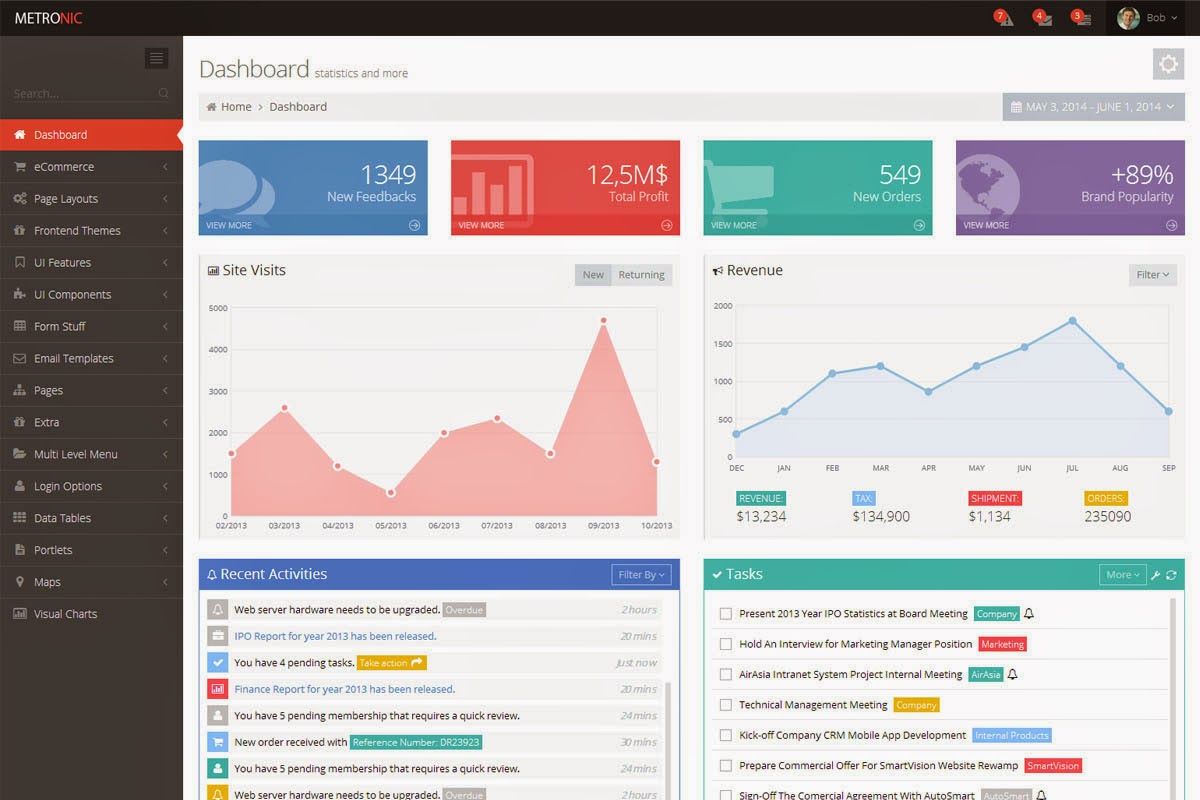 METRONIC
7 4 3 Bob
Search...
Dashboard
eCommerce
Page Layouts
Frontend Themes
UI Features
UI Components
Form Stuff
Email Templates
Pages
Extra
Multi Level Menu
Login Options
Data Tables
Portlets
Maps
Visual Charts
Dashboard statistics and more
Home > Dashboard
MAY 3, 2014 - JUNE 1, 2014
1349
New Feedbacks
VIEW MORE
12,5M$
Total Profit
VIEW MORE
549
New Orders
VIEW MORE
+89%
Brand Popularity
VIEW MORE
Site Visits
New Returning
5000
4000
3000
2000
1000
0
02/2013 03/2013 04/2013 05/2013 06/2013 07/2013 08/2013 09/2013 10/2013
Revenue
Filter
2000
1500
1000
500
0
DEC JAN FEB MAR APR MAY JUN JUL AUG SEP
REVENUE: TAX: SHIPMENT: ORDERS:
$13,234 $134,900 $1,134 235090
Recent Activities
Filter By
Web server hardware needs to be upgraded. Overdue 2 hours
IPO Report for year 2013 has been released. 20 mins
You have 4 pending tasks. Take action Just now
Finance Report for year 2013 has been released. 20 mins
You have 5 pending membership that requires a quick review. 24 mins
New order received with Reference Number: DR23923 30 mins
You have 5 pending membership that requires a quick review. 24 mins
Web server hardware needs to be upgraded. Overdue 2 hours
Tasks
More
Present 2013 Year IPO Statistics at Board Meeting Company
Hold An Interview for Marketing Manager Position Marketing
AirAsia Intranet System Project Internal Meeting AirAsia
Technical Management Meeting Company
Kick-off Company CRM Mobile App Development Internal Products
Prepare Commercial Offer For SmartVision Website Rewamp SmartVision
Sign-Off The Comercial Agreement With AutoSmart AutoSmart